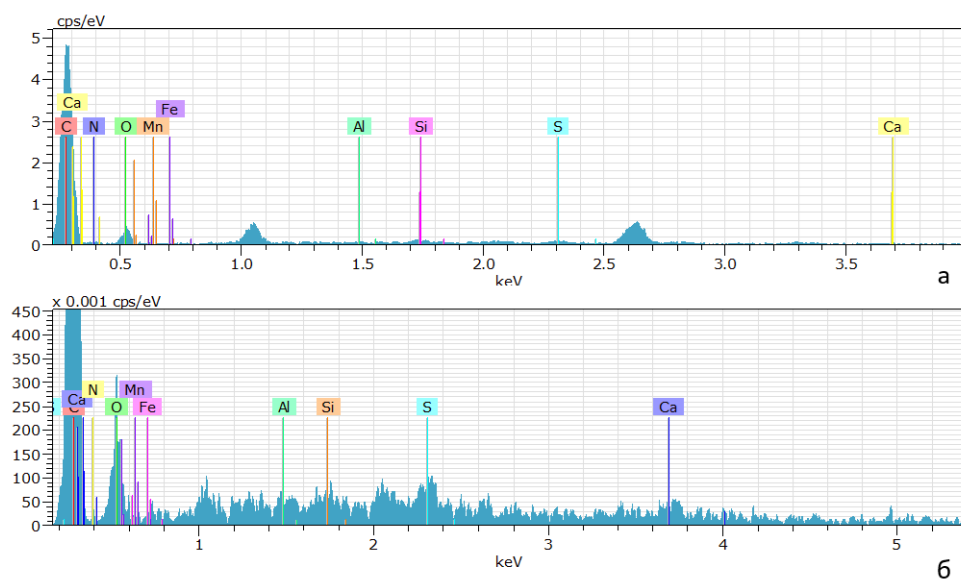 cps/eV
5
4
3
2
1
0
Ca Fe
C N O Mn Al Si S Ca
0.5 1.0 1.5 2.0 2.5 3.0 3.5
keV
а
x 0.001 cps/eV
450
400
350
300
250
200
150
100
50
0
N Mn
Ca
C O Fe Al Si S Ca
1 2 3 4 5
keV
б